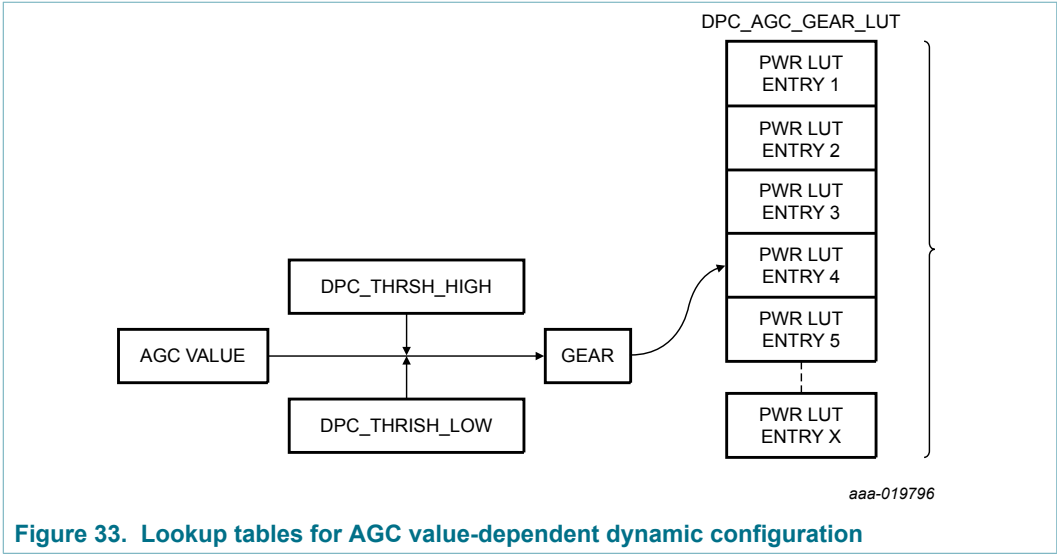 DPC_AGC_GEAR_LUT
PWR LUT
ENTRY 1
PWR LUT
ENTRY 2
PWR LUT
ENTRY 3
PWR LUT
ENTRY 4
PWR LUT
ENTRY 5
PWR LUT
ENTRY X
DPC_THRSH_HIGH
AGC VALUE
GEAR
DPC_THRISH_LOW
aaa-019796
Figure 33. Lookup tables for AGC value-dependent dynamic configuration